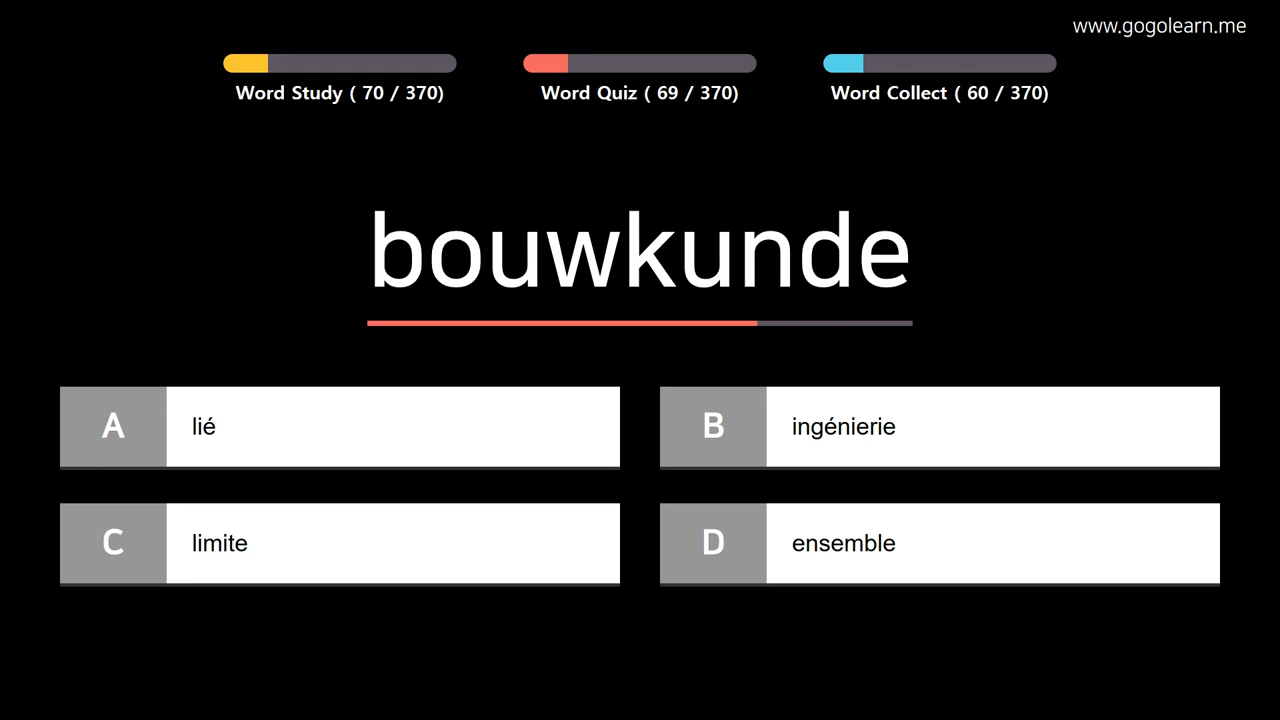 www.gogolearn.me
Word Study ( 70 / 370)
Word Quiz ( 69 / 370)
Word Collect ( 60 / 370)
bouwkunde
A lié
B ingénierie
C limite
D ensemble